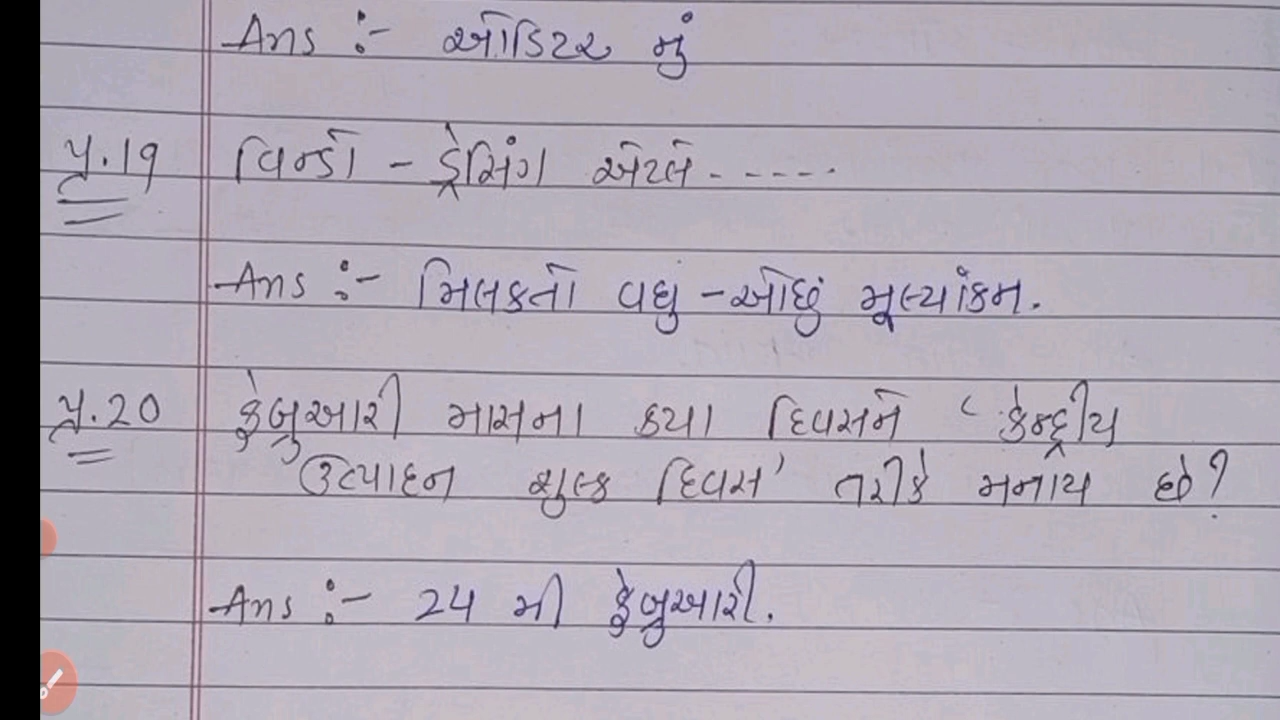 Ans :- ઓડિટર નું
પ્ર.19 વિન્ડો - ડ્રેસિંગ એટલે-----.
Ans :- મિલકતો વધુ -ઓછું મૂલ્યાંકન.
પ્ર.20 ફેબ્રુઆરી માસના કયા દિવસને ‘કેન્દ્રીય
ઉત્પાદન શુલ્ક દિવસ’ તરીકે મનાય છે?
Ans :- 24 મી ફેબ્રુઆરી.